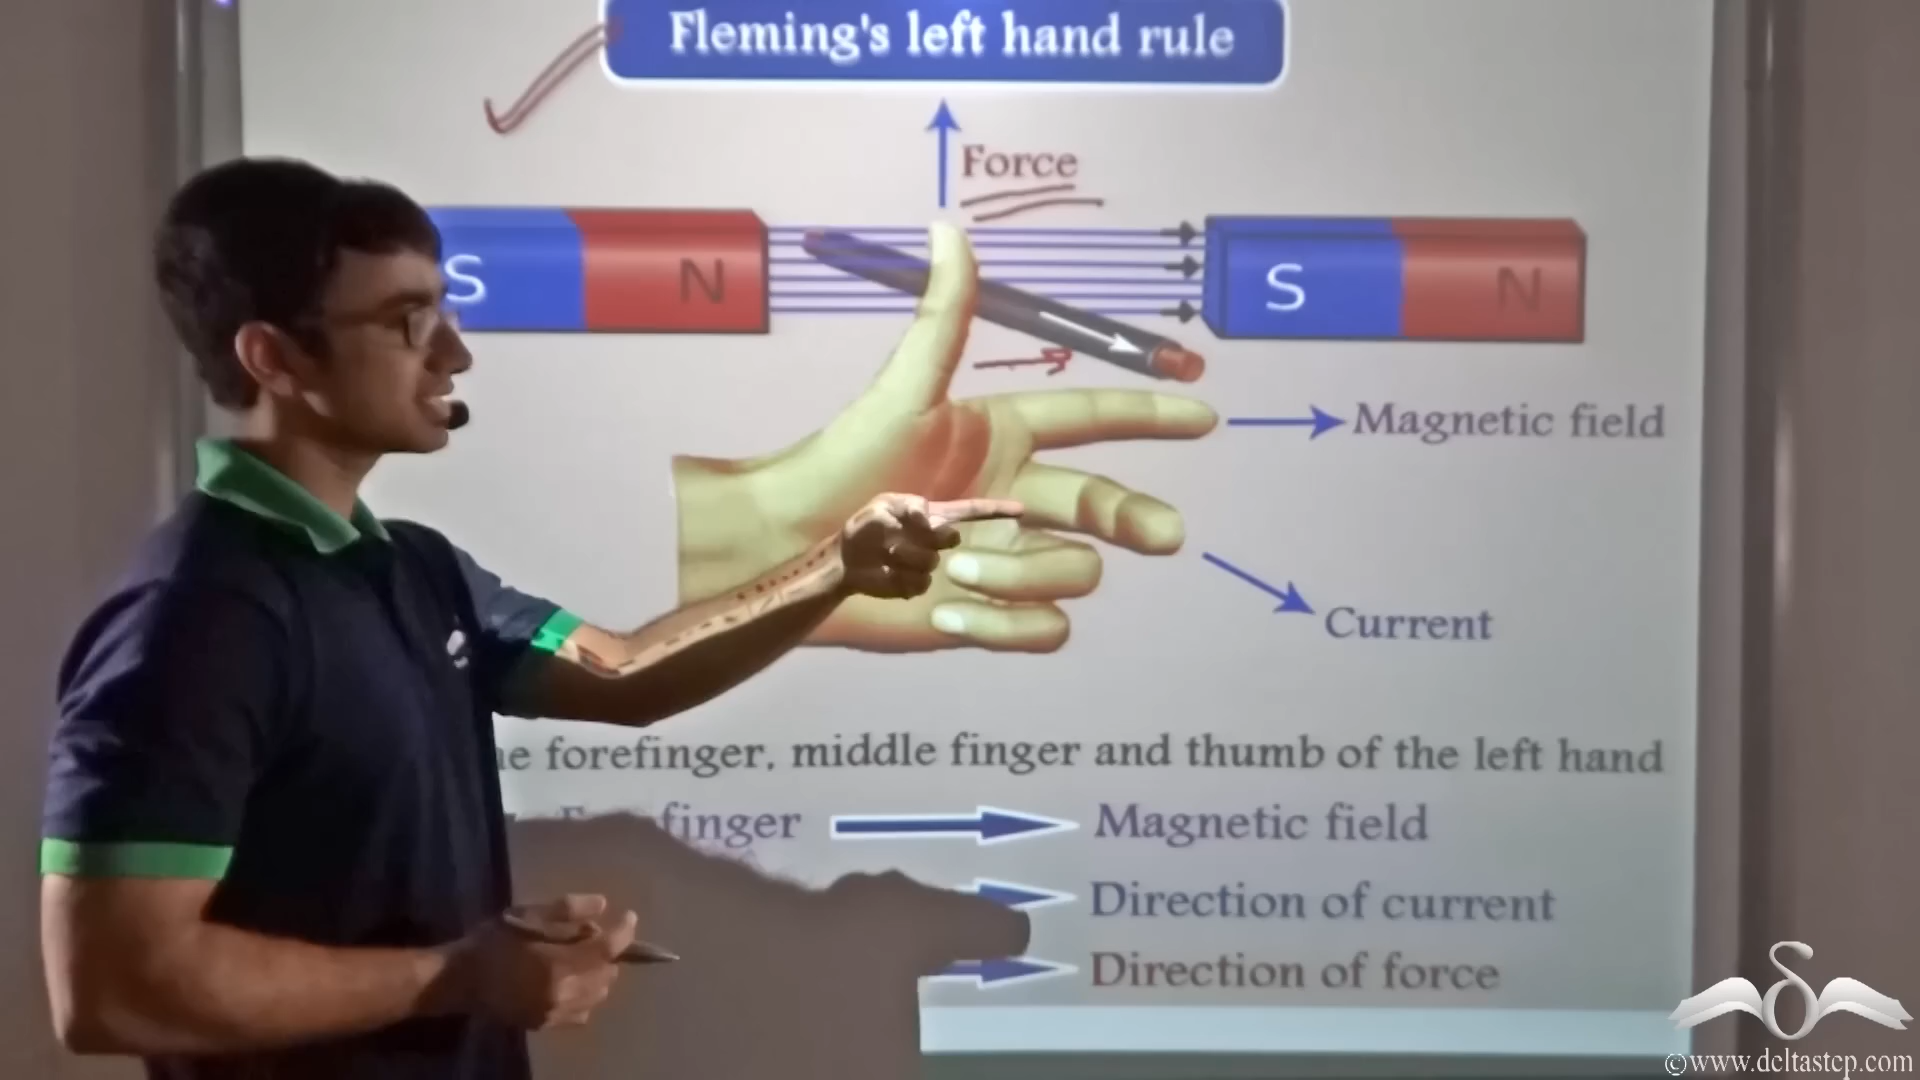 Fleming's left hand rule
Force
S N
S N
Magnetic field
Current
forefinger, middle finger and thumb of the left hand
finger Magnetic field
Direction of current
Direction of force
©www.deltastep.com